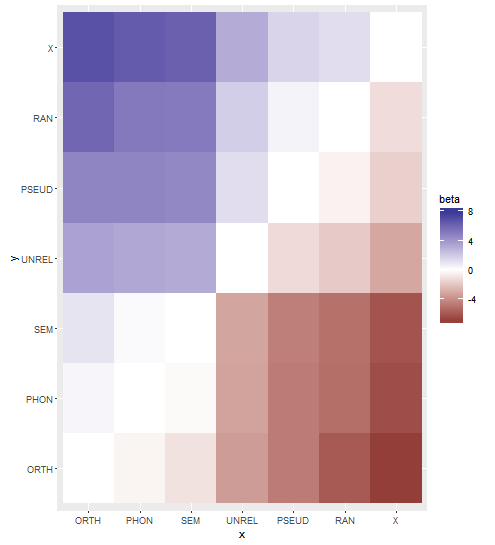 X
RAN
PSEUD
UNREL
SEM
PHON
ORTH
y
ORTH PHON SEM UNREL PSEUD RAN X
x
beta
8
4
0
-4